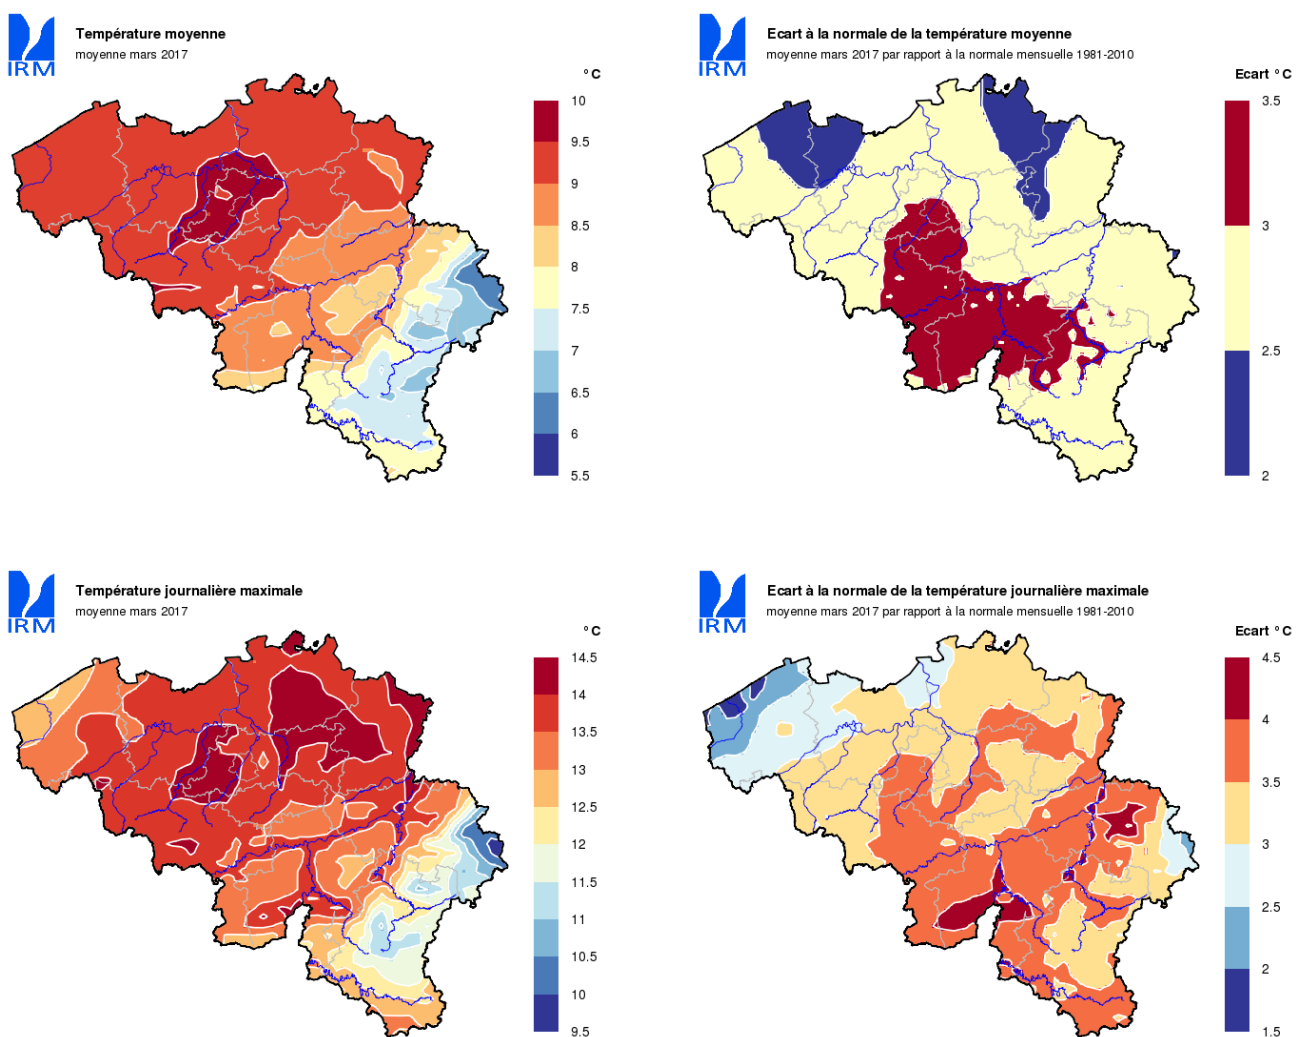 IRM
Température moyenne
moyenne mars 2017
°C
10
9.5
9
8.5
8
7.5
7
6.5
6
5.5
IRM
Ecart à la normale de la température moyenne
moyenne mars 2017 par rapport à la normale mensuelle 1981-2010
Ecart °C
3.5
3
2.5
2
IRM
Température journalière maximale
moyenne mars 2017
°C
14.5
14
13.5
13
12.5
12
11.5
11
10.5
10
9.5
IRM
Ecart à la normale de la température journalière maximale
moyenne mars 2017 par rapport à la normale mensuelle 1981-2010
Ecart °C
4.5
4
3.5
3
2.5
2
1.5